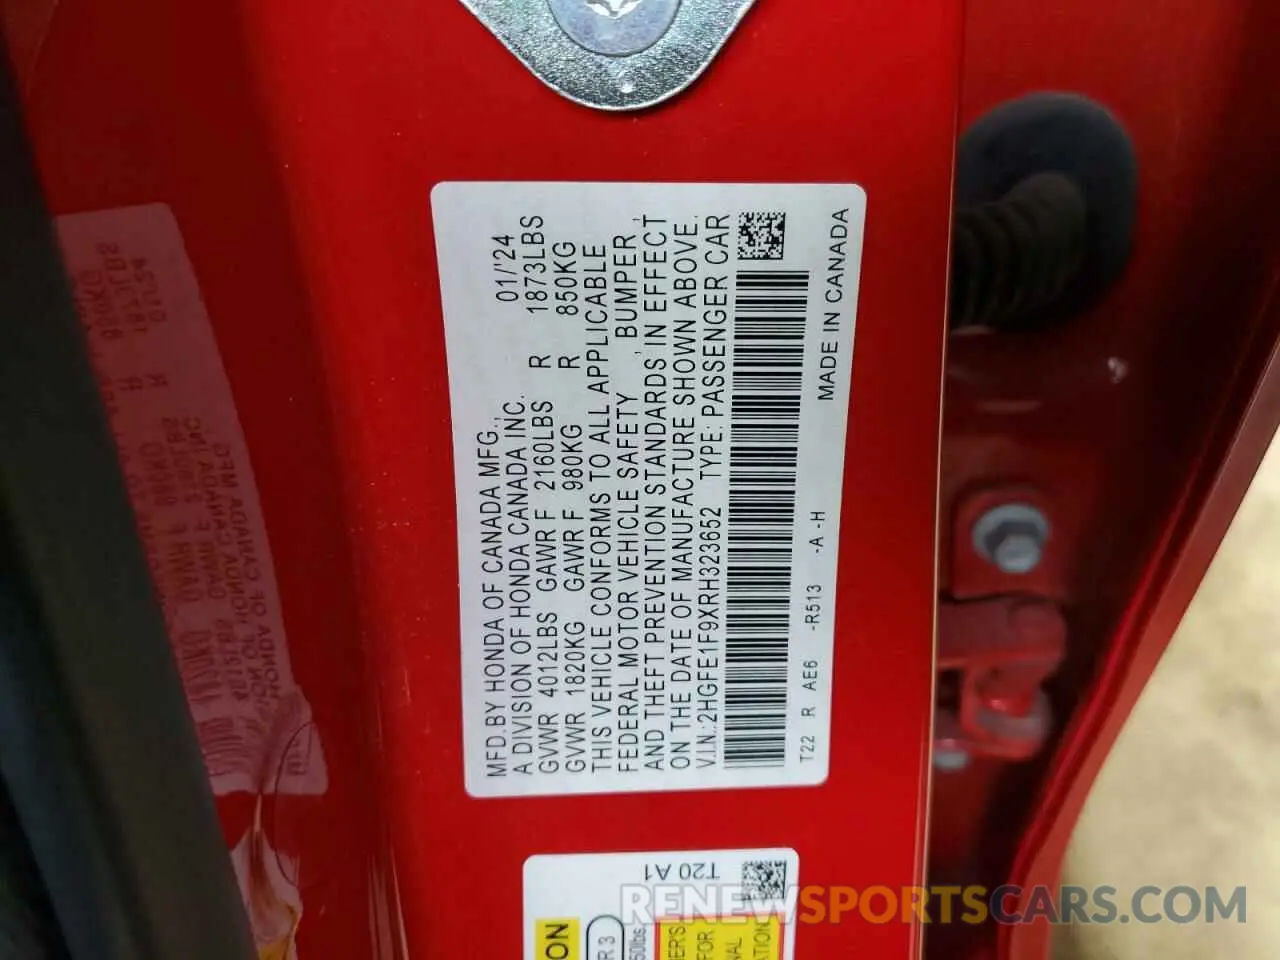 MFD.BY HONDA OF CANADA MFG., 01/'24
A DIVISION OF HONDA CANADA INC.
GVWR 4012LBS GAWR F 2160LBS R 1873LBS
GVWR 1820KG GAWR F 980KG R 850KG
THIS VEHICLE CONFORMS TO ALL APPLICABLE
FEDERAL MOTOR VEHICLE SAFETY , BUMPER ,
AND THEFT PREVENTION STANDARDS IN EFFECT
ON THE DATE OF MANUFACTURE SHOWN ABOVE.
V.I.N.:2HGFE1F9XRH323652 TYPE:PASSENGER CAR
T22 R AE6 -R513 -A -H MADE IN CANADA
T20 A1
RENEWSPORTSCARS.COM